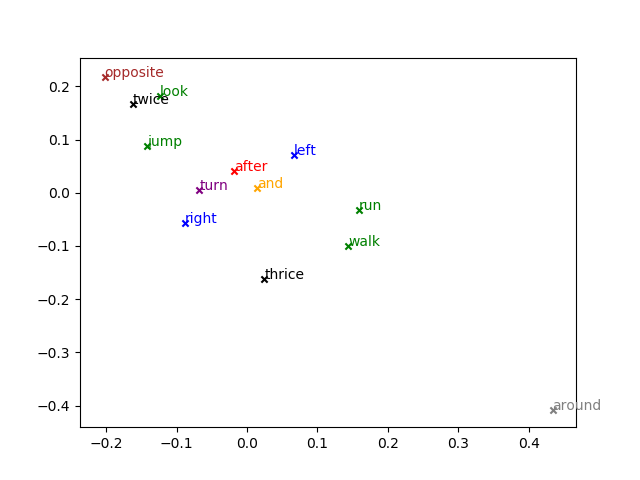 opposite
look
twice
jump
left
after
and
turn
run
right
walk
thrice
around
0.2
0.1
0.0
−0.1
−0.2
−0.3
−0.4
−0.2 −0.1 0.0 0.1 0.2 0.3 0.4